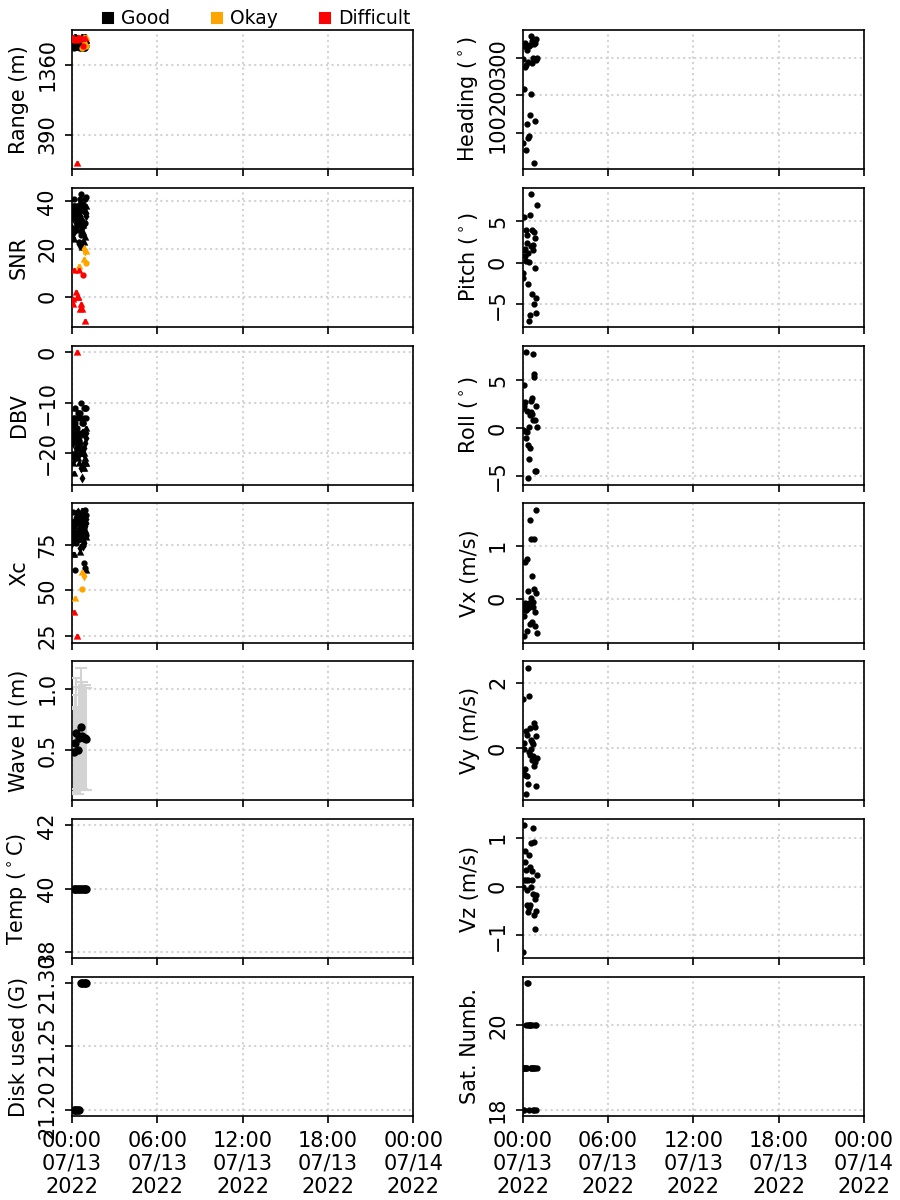 Good Okay Difficult
Range (m)
1360
390
Heading (°)
300
200
100
SNR
40
20
0
Pitch (°)
5
0
−5
DBV
0
−10
−20
Roll (°)
5
0
−5
Xc
75
50
25
Vx (m/s)
1
0
Wave H (m)
1.0
0.5
Vy (m/s)
2
0
Temp (°C)
42
40
38
Vz (m/s)
1
0
−1
Disk used (G)
21.30
21.25
21.20
Sat. Numb.
20
18
00:00 06:00 12:00 18:00 00:00
07/13 07/13 07/13 07/13 07/14
2022 2022 2022 2022 2022
00:00 06:00 12:00 18:00 00:00
07/13 07/13 07/13 07/13 07/14
2022 2022 2022 2022 2022